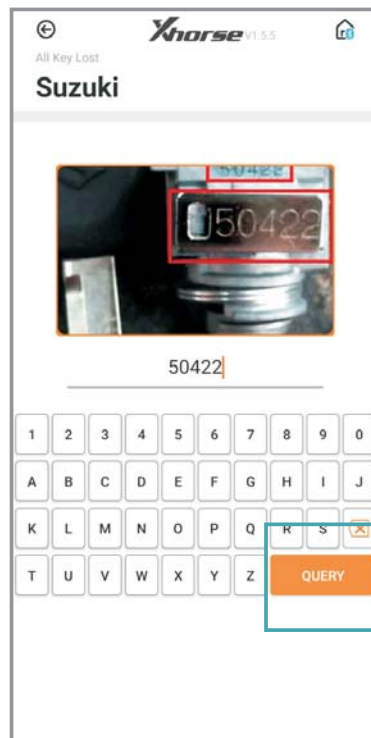 Xhorse V1.5.5
All Key Lost
Suzuki
50422
50422
50422
1 2 3 4 5 6 7 8 9 0
A B C D E F G H I J
K L M N O P Q R S
T U V W X Y Z QUERY